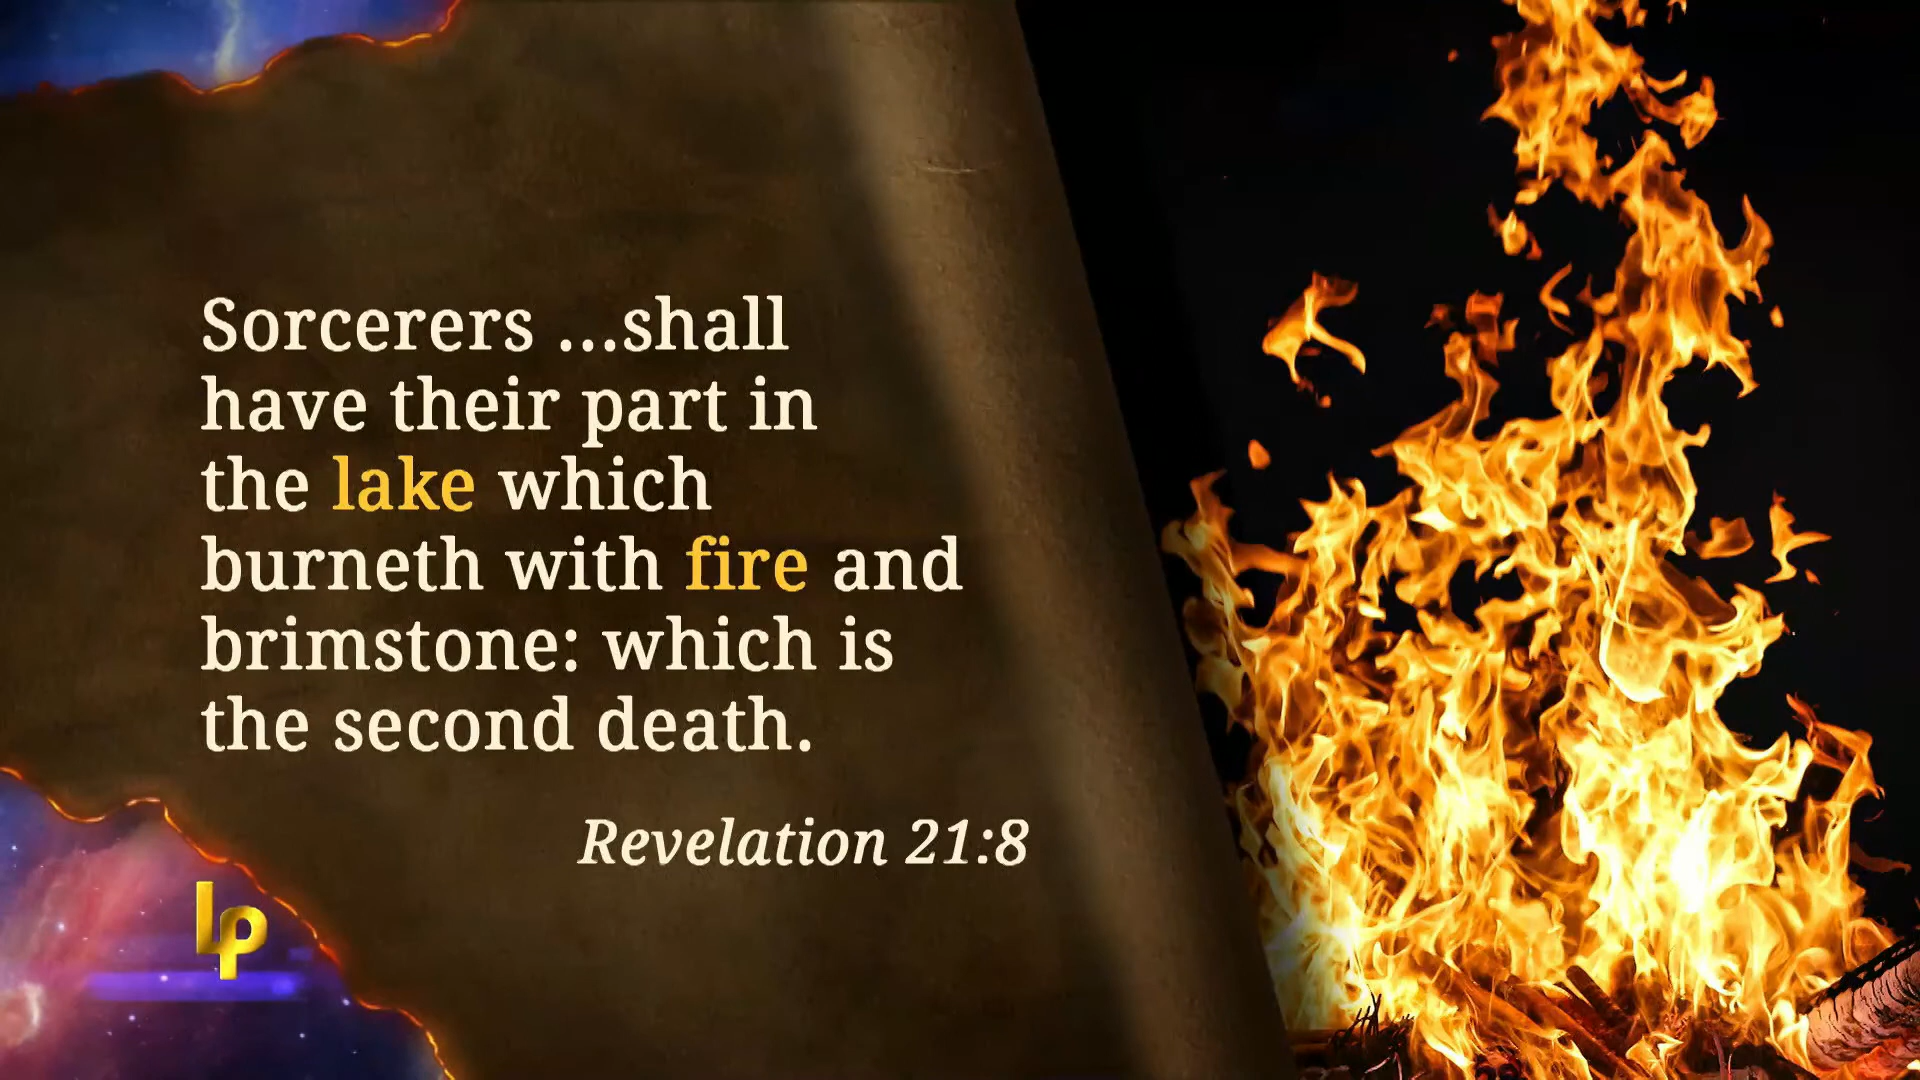 Sorcerers ...shall
have their part in
the lake which
burneth with fire and
brimstone: which is
the second death.
Revelation 21:8
Lp